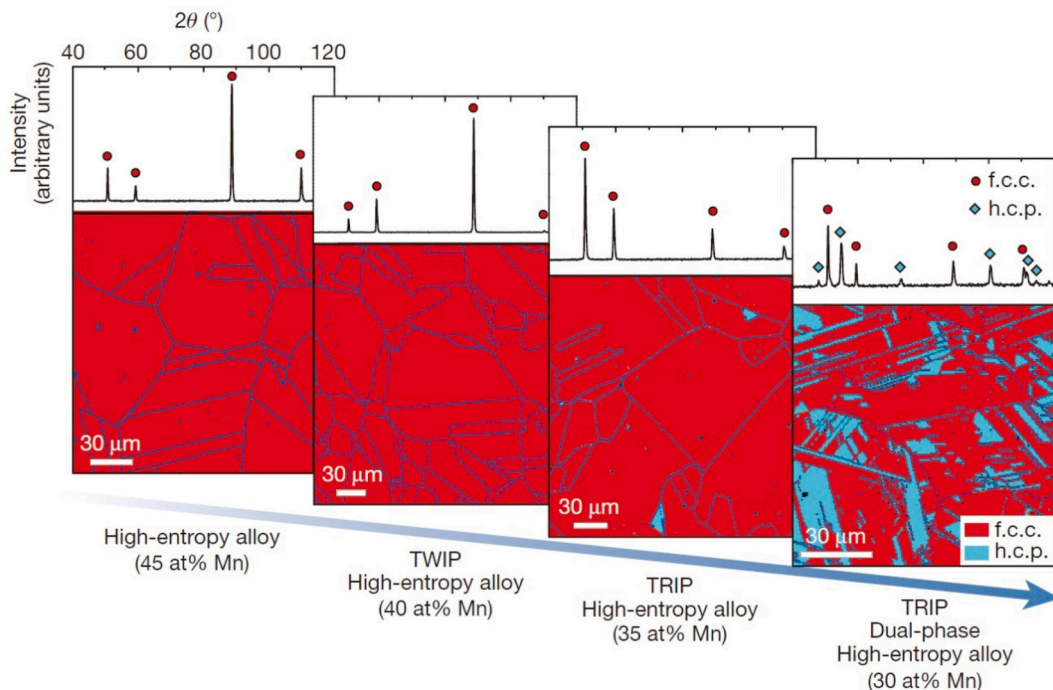 2θ (°)
40 60 80 100 120
Intensity
(arbitrary units)
f.c.c.
h.c.p.
30 μm
30 μm
30 μm
30 μm
f.c.c.
h.c.p.
High-entropy alloy
(45 at% Mn)
TWIP
High-entropy alloy
(40 at% Mn)
TRIP
High-entropy alloy
(35 at% Mn)
TRIP
Dual-phase
High-entropy alloy
(30 at% Mn)